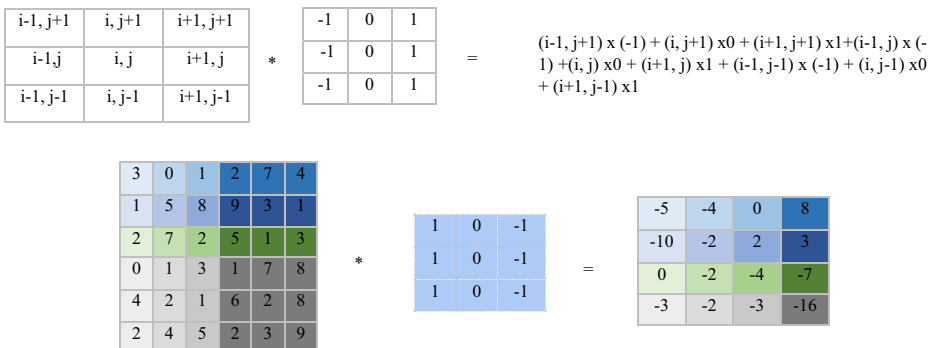 i-1, j+1 i, j+1 i+1, j+1
i-1,j i, j i+1, j
i-1, j-1 i, j-1 i+1, j-1
*
-1 0 1
-1 0 1
-1 0 1
=
(i-1, j+1) x (-1) + (i, j+1) x0 + (i+1, j+1) x1+(i-1, j) x (-
1) +(i, j) x0 + (i+1, j) x1 + (i-1, j-1) x (-1) + (i, j-1) x0
+ (i+1, j-1) x1
3 0 1 2 7 4
1 5 8 9 3 1
2 7 2 5 1 3
0 1 3 1 7 8
4 2 1 6 2 8
2 4 5 2 3 9
*
1 0 -1
1 0 -1
1 0 -1
=
-5 -4 0 8
-10 -2 2 3
0 -2 -4 -7
-3 -2 -3 -16